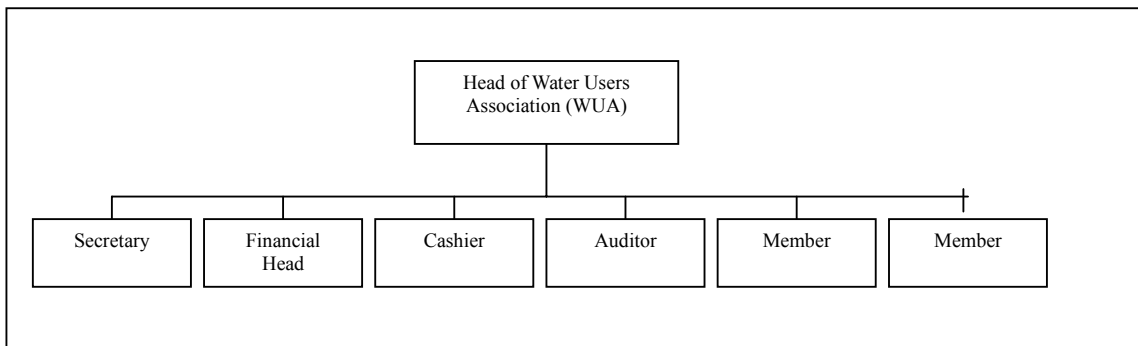 Head of Water Users
Association (WUA)
Secretary
Financial
Head
Cashier
Auditor
Member
Member